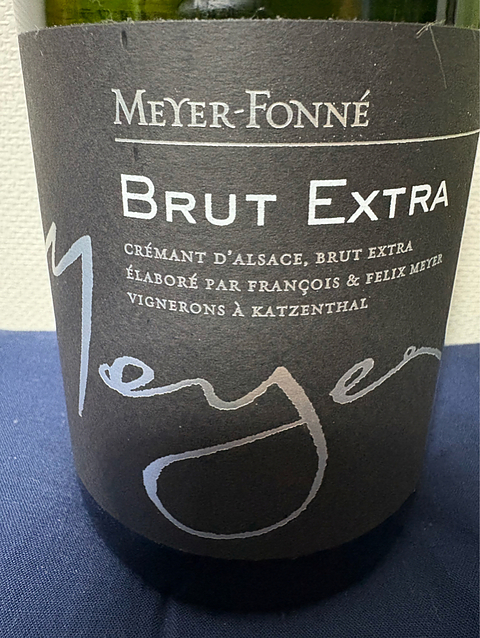 MEYER-FONNÉ
BRUT EXTRA
CRÉMANT D'ALSACE, BRUT EXTRA
ÉLABORÉ PAR FRANÇOIS & FELIX MEYER
VIGNERONS À KATZENTHAL
Meyer